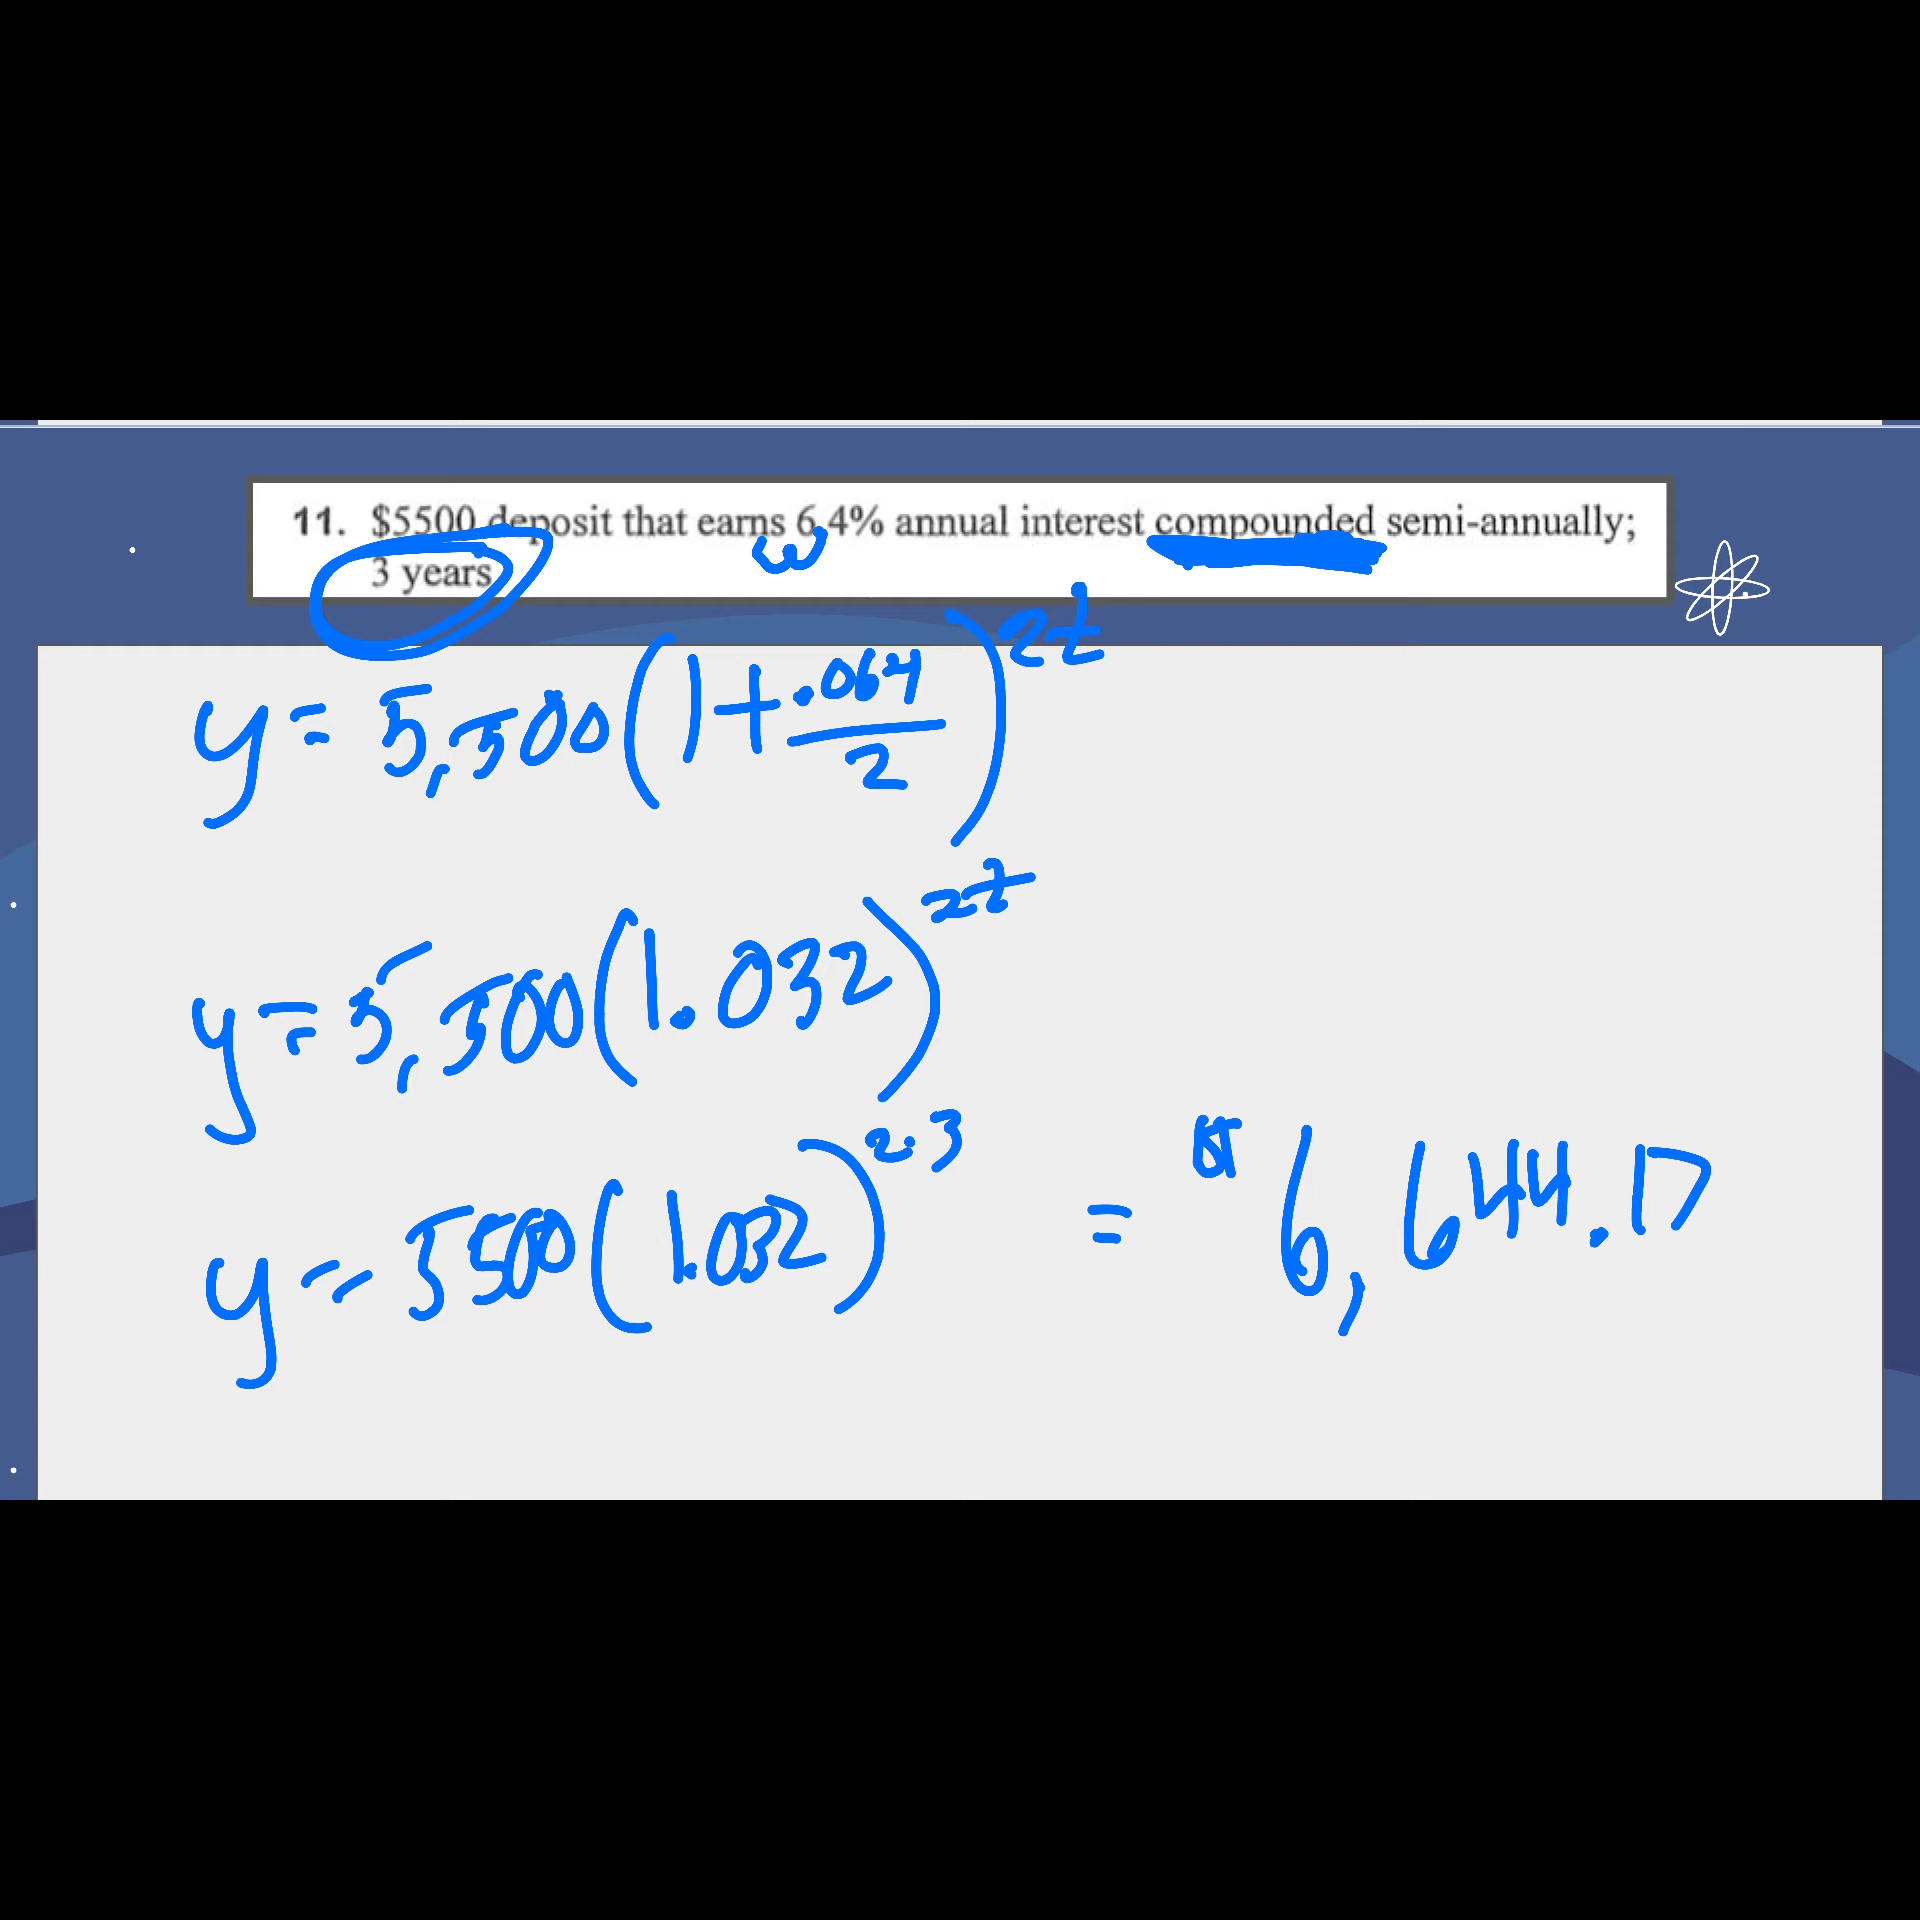 11. $5500 deposit that earns 6.4% annual interest compounded semi-annually;
3 years
y = 5,500(1+.064/2)^2t
y = 5,500(1.032)^2t
y = 5500(1.032)^2·3 = $6,644.17